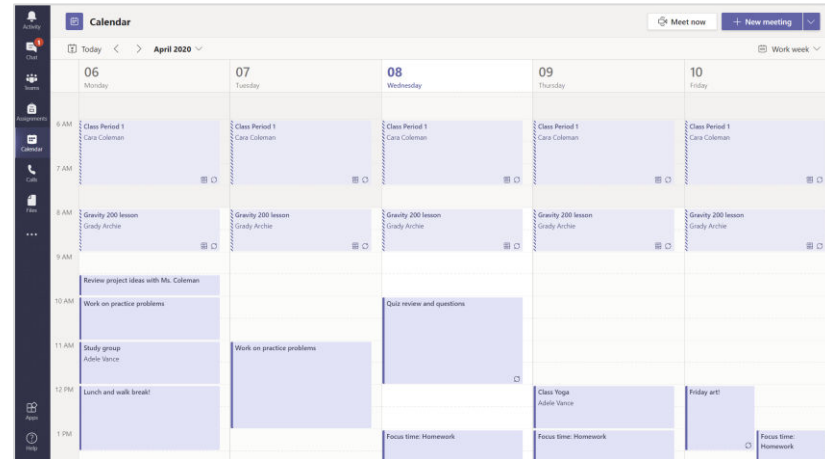 Activity
Chat
1
Teams
Assignments
Calendar
Calls
Files
Apps
Help
Calendar
Meet now
+ New meeting
Today
April 2020
Work week
06
Monday
07
Tuesday
08
Wednesday
09
Thursday
10
Friday
6 AM
7 AM
8 AM
9 AM
10 AM
11 AM
12 PM
1 PM
Class Period 1
Cara Coleman
Gravity 200 lesson
Grady Archie
Review project ideas with Ms. Coleman
Work on practice problems
Study group
Adele Vance
Lunch and walk break!
Class Period 1
Cara Coleman
Gravity 200 lesson
Grady Archie
Work on practice problems
Class Period 1
Cara Coleman
Gravity 200 lesson
Grady Archie
Quiz review and questions
Focus time: Homework
Class Period 1
Cara Coleman
Gravity 200 lesson
Grady Archie
Class Yoga
Adele Vance
Focus time: Homework
Class Period 1
Cara Coleman
Gravity 200 lesson
Grady Archie
Friday art!
Focus time:
Homework